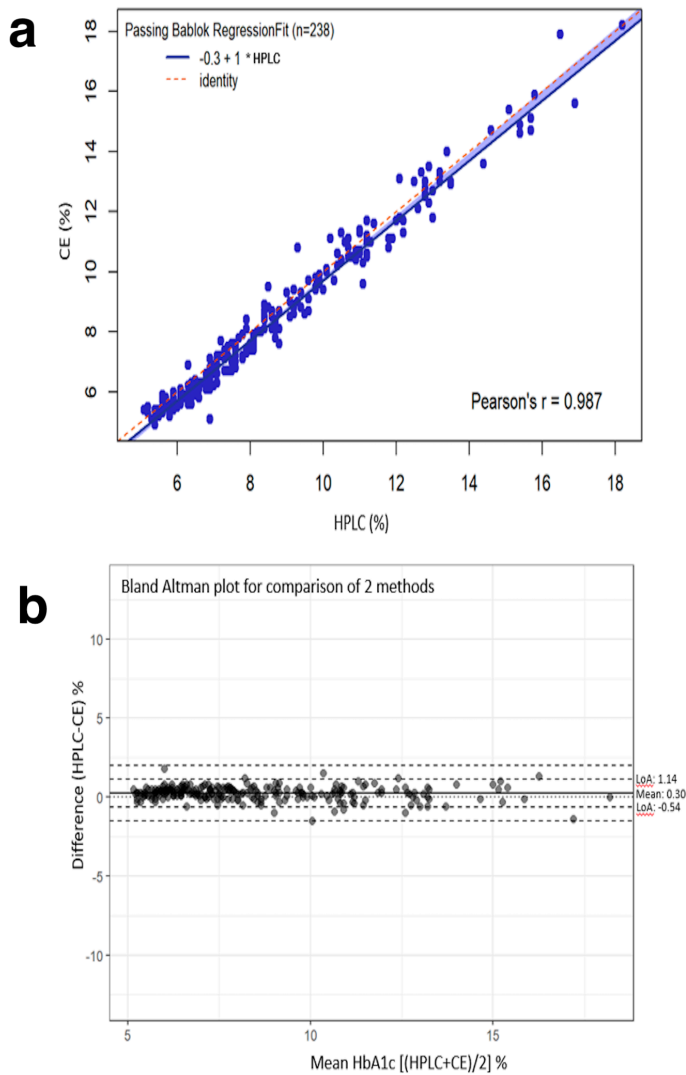 a
Passing Bablok RegressionFit (n=238)
-0.3 + 1 * HPLC
identity
CE (%)
18
16
14
12
10
8
6
Pearson's r = 0.987
6 8 10 12 14 16 18
HPLC (%)
b
Bland Altman plot for comparison of 2 methods
Difference (HPLC-CE) %
10
5
0
-5
-10
LoA: 1.14
Mean: 0.30
LoA: -0.54
5 10 15
Mean HbA1c [(HPLC+CE)/2] %